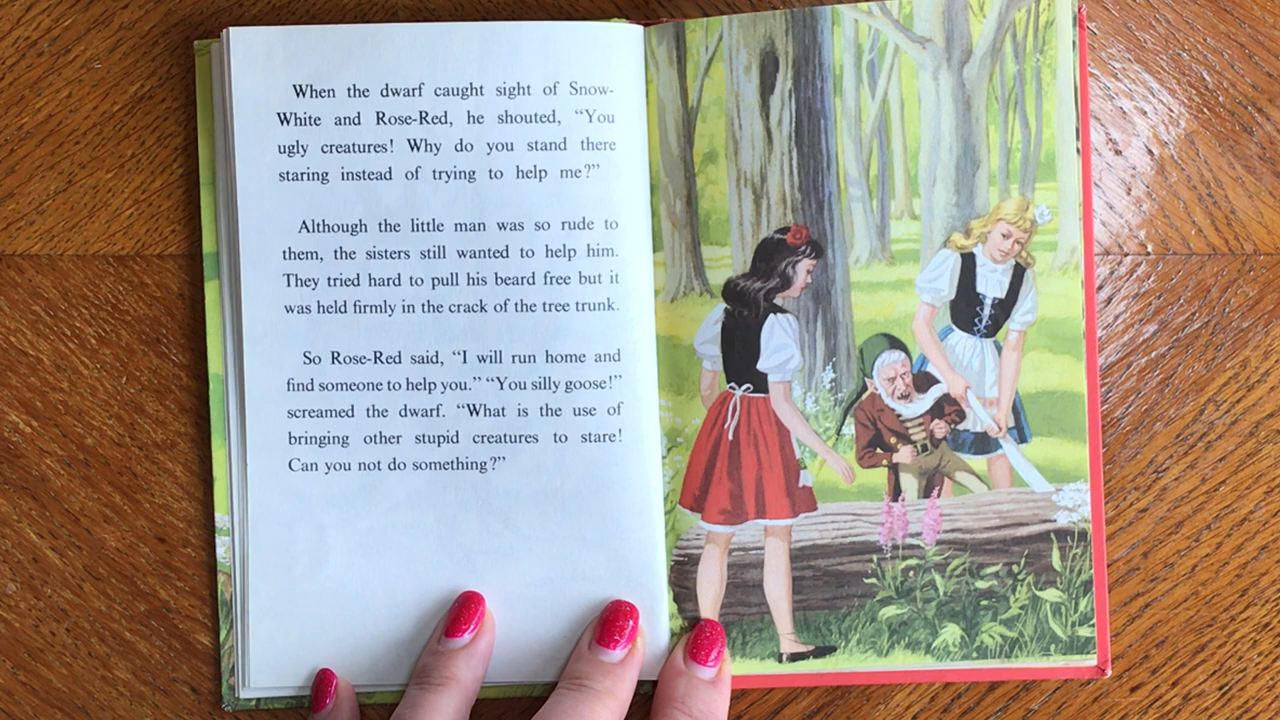 When the dwarf caught sight of Snow-
White and Rose-Red, he shouted, “You
ugly creatures! Why do you stand there
staring instead of trying to help me?”
Although the little man was so rude to
them, the sisters still wanted to help him.
They tried hard to pull his beard free but it
was held firmly in the crack of the tree trunk.
So Rose-Red said, “I will run home and
find someone to help you.” “You silly goose!”
screamed the dwarf. “What is the use of
bringing other stupid creatures to stare!
Can you not do something?”